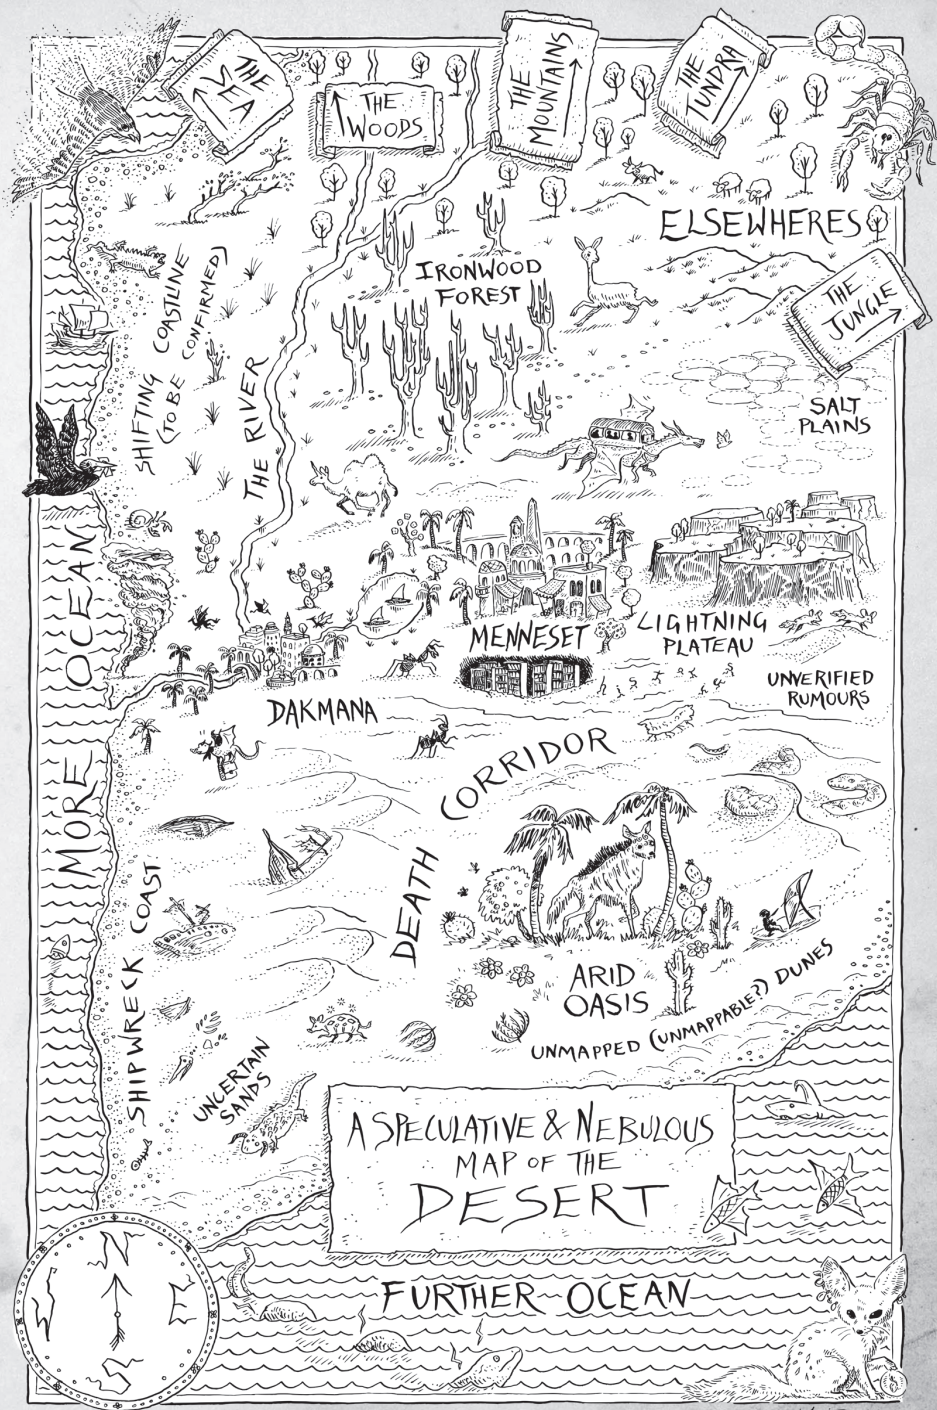 THE
YEA
THE
WOODS
THE
MOUNTAINS
THE
TUNDRA
ELSEWHERES
THE
JUNGLE
SHIFTING COASTLINE
(TO BE CONFIRMED)
IRONWOOD
FOREST
THE RIVER
SALT
PLAINS
MENNESET
LIGHTNING
PLATEAU
UNVERIFIED
RUMOURS
DAKMANA
MORE OCEAN
DEATH CORRIDOR
SHIPWRECK COAST
ARID
OASIS
UNMAPPED (UNMAPPABLE?) DUNES
UNCERTAIN
SANDS
A SPECULATIVE & NEBULOUS
MAP OF THE
DESERT
FURTHER OCEAN
N
E
S